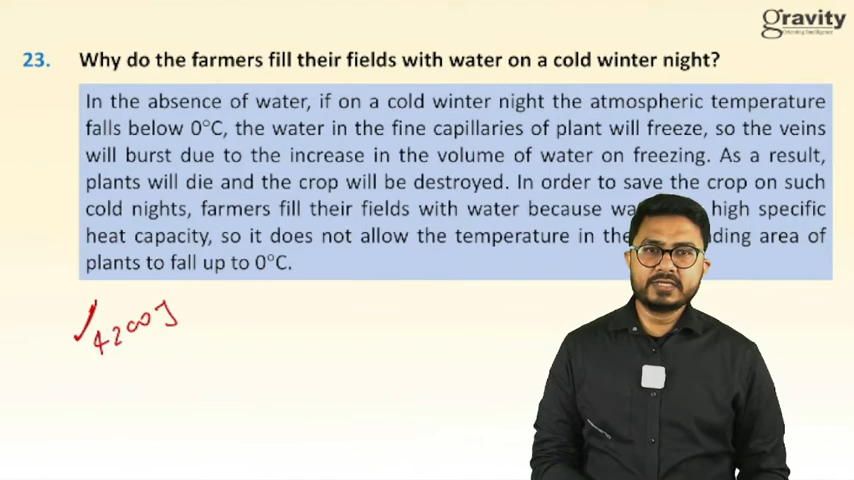 gravity
23. Why do the farmers fill their fields with water on a cold winter night?
In the absence of water, if on a cold winter night the atmospheric temperature
falls below 0°C, the water in the fine capillaries of plant will freeze, so the veins
will burst due to the increase in the volume of water on freezing. As a result,
plants will die and the crop will be destroyed. In order to save the crop on such
cold nights, farmers fill their fields with water because high specific
heat capacity, so it does not allow the temperature in the area of
plants to fall up to 0°C.
4200 J